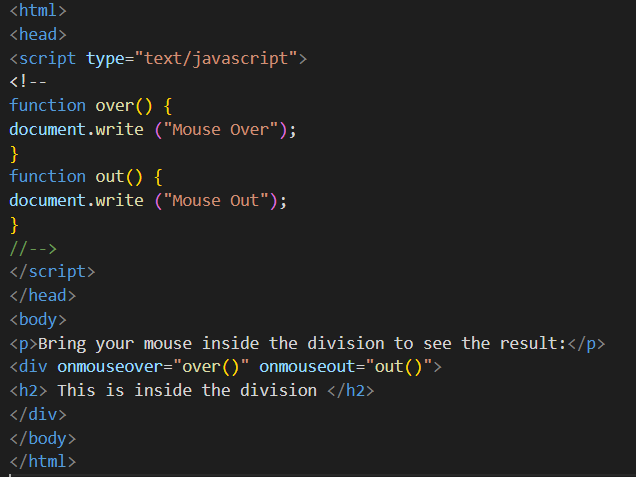 <html>
<head>
<script type="text/javascript">
<!--
function over() {
document.write ("Mouse Over");
}
function out() {
document.write ("Mouse Out");
}
//-->
</script>
</head>
<body>
<p>Bring your mouse inside the division to see the result:</p>
<div onmouseover="over()" onmouseout="out()">
<h2> This is inside the division </h2>
</div>
</body>
</html>